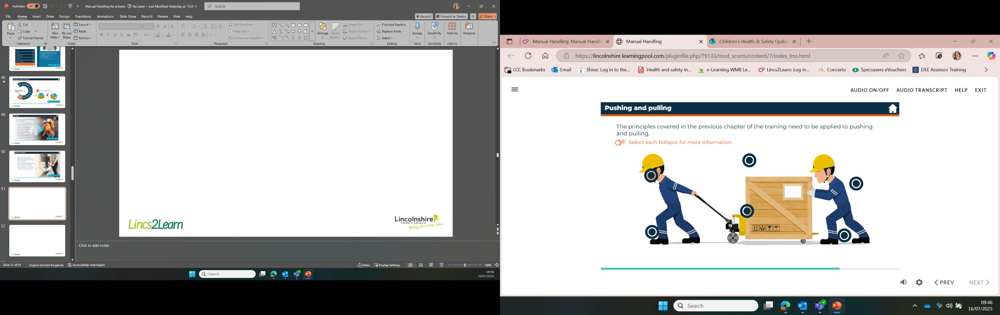 AutoSave
Manual Handling for schools
No Label • Last Modified: Yesterday at 17:33
Search
File Home Insert Draw Design Transitions Animations Slide Show Record Review View Help
Record
Present in Teams
Share
Paste
Cut
Copy
Format Painter
Clipboard
New
Slide
Re-use
Slides
Layout
Reset
Section
Slides
Font
Text Direction
Align Text
Convert to SmartArt
Paragraph
Arrange
Quick
Styles
Shape Fill
Shape Outline
Shape Effects
Drawing
Find and Replace
Replace Fonts
Select
Editing
Dictate
Voice
Sensitivity
Sensitivity
Add-ins
Add-ins
Designer
48
49
50
51
52
Lincs2Learn
Lincolnshire
COUNTY COUNCIL
Working for a better future
Click to add notes
Slide 51 of 83
English (United Kingdom)
Accessibility: Investigate
Notes
Display Settings
100%
Search
09:46
16/07/2025
Manual Handling: Manual Handlin
Manual Handling
Children's Health & Safety Updat
https://lincolnshire.learningpool.com/pluginfile.php/79133/mod_scorm/content/7/index_lms.html
LCC Bookmarks
Email
Shine: Log in to the...
Health and safety in...
e-Learning WMB Le...
Lincs2Learn: Log in...
Concerto
Specsavers eVouchers
DSE Assessor Training
AUDIO ON/OFF AUDIO TRANSCRIPT HELP EXIT
Pushing and pulling
The principles covered in the previous chapter of the training need to be applied to pushing
and pulling.
Select each hotspot for more information.
PREV
NEXT
Search
09:46
16/07/2025